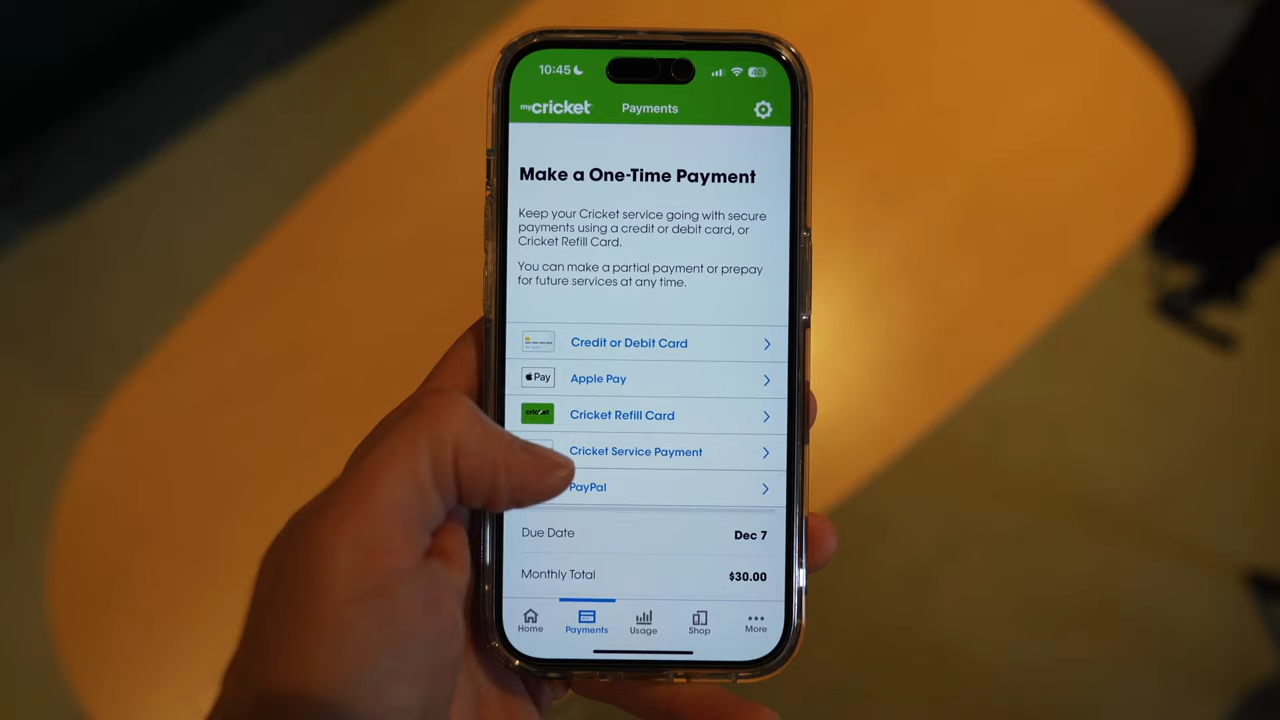 10:45
40
mycricket
Payments
Make a One-Time Payment
Keep your Cricket service going with secure
payments using a credit or debit card, or
Cricket Refill Card.
You can make a partial payment or prepay
for future services at any time.
Credit or Debit Card
Pay
Apple Pay
cricket
Cricket Refill Card
Cricket Service Payment
PayPal
Due Date
Dec 7
Monthly Total
$30.00
Home
Payments
Usage
Shop
More